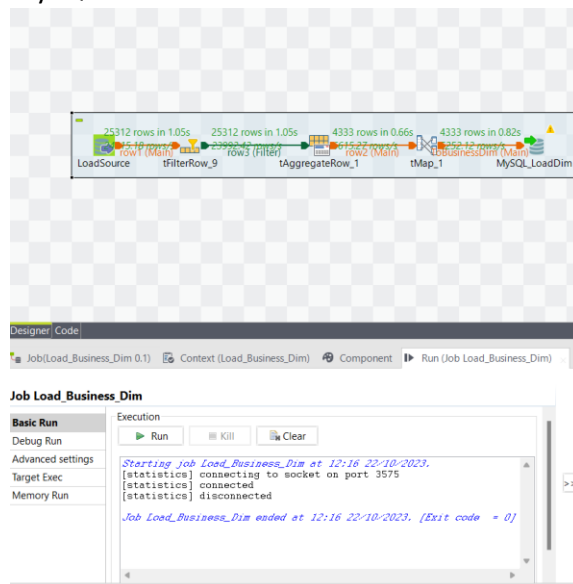 25312 rows in 1.05s
25312 rows in 1.05s
4333 rows in 0.66s
4333 rows in 0.82s
row1 (Main)
23992.42 rows/s
row3 (Filter)
row2 (Main)
(Main)
LoadSource
tFilterRow_9
tAggregateRow_1
tMap_1
MySQL_LoadDim
Designer
Code
Job(Load_Business_Dim 0.1)
Context (Load_Business_Dim)
Component
Run (Job Load_Business_Dim)
Job Load_Business_Dim
Basic Run
Debug Run
Advanced settings
Target Exec
Memory Run
Execution
Run
Kill
Clear
Starting job Load_Business_Dim at 12:16 22/10/2023.
[statistics] connecting to socket on port 3575
[statistics] connected
[statistics] disconnected
Job Load_Business_Dim ended at 12:16 22/10/2023. [Exit code  = 0]